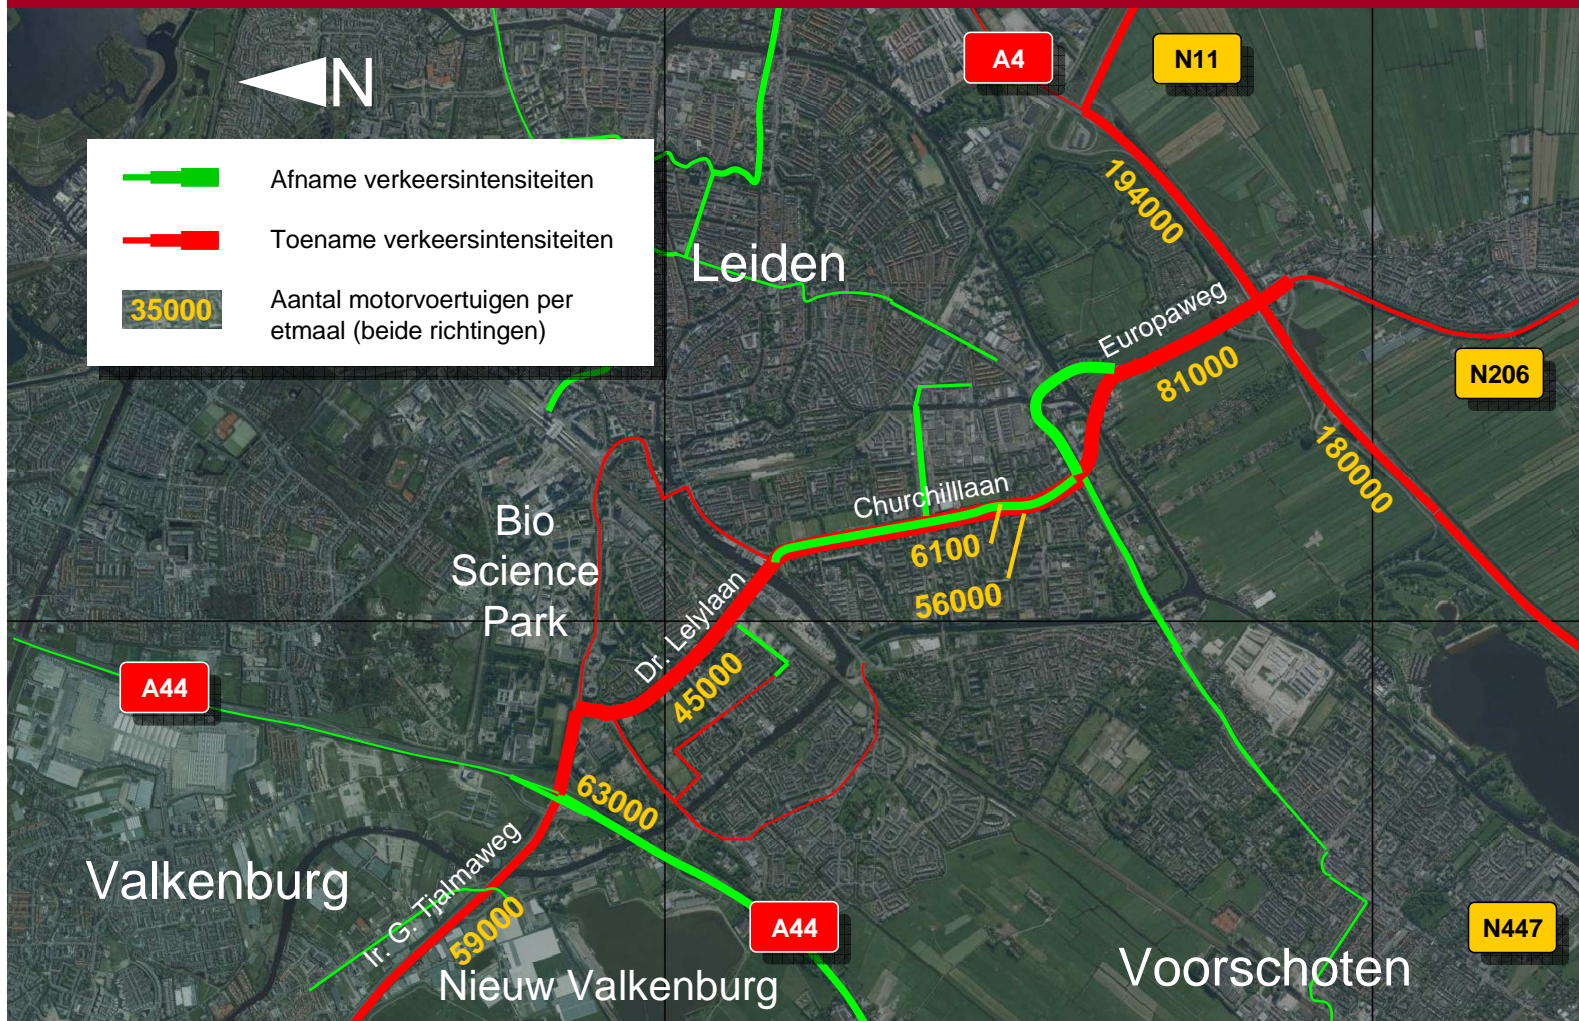 A4
N11
N
Afname verkeersintensiteiten
Toename verkeersintensiteiten
35000
Aantal motorvoertuigen per
etmaal (beide richtingen)
194000
Leiden
Europaweg
81000
N206
180000
Churchilllaan
6100
56000
Bio
Science
Park
Dr. Lelylaan
45000
A44
63000
Valkenburg
Ir. G. Tjalmaweg
59000
A44
Nieuw Valkenburg
Voorschoten
N447